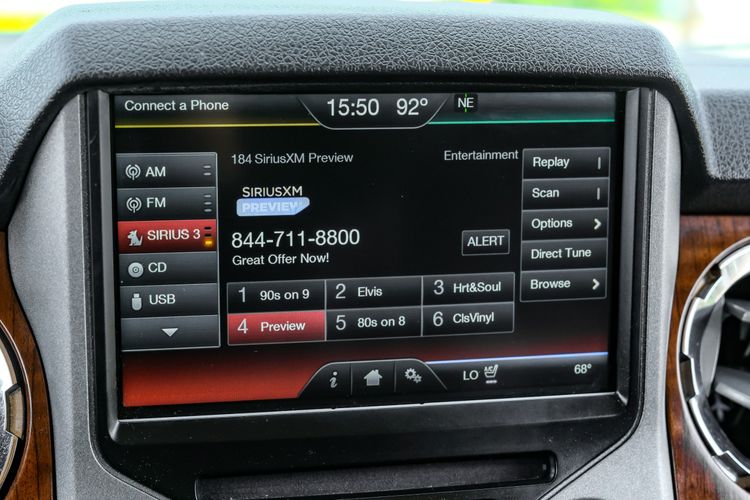 Connect a Phone
15:50 92°
NE
184 SiriusXM Preview
Entertainment
AM
FM
SIRIUS 3
CD
USB
SIRIUSXM
PREVIEW
844-711-8800
Great Offer Now!
ALERT
Replay
Scan
Options
Direct Tune
Browse
1 90s on 9
2 Elvis
3 Hrt&Soul
4 Preview
5 80s on 8
6 ClsVinyl
i
LO
A/C
68°